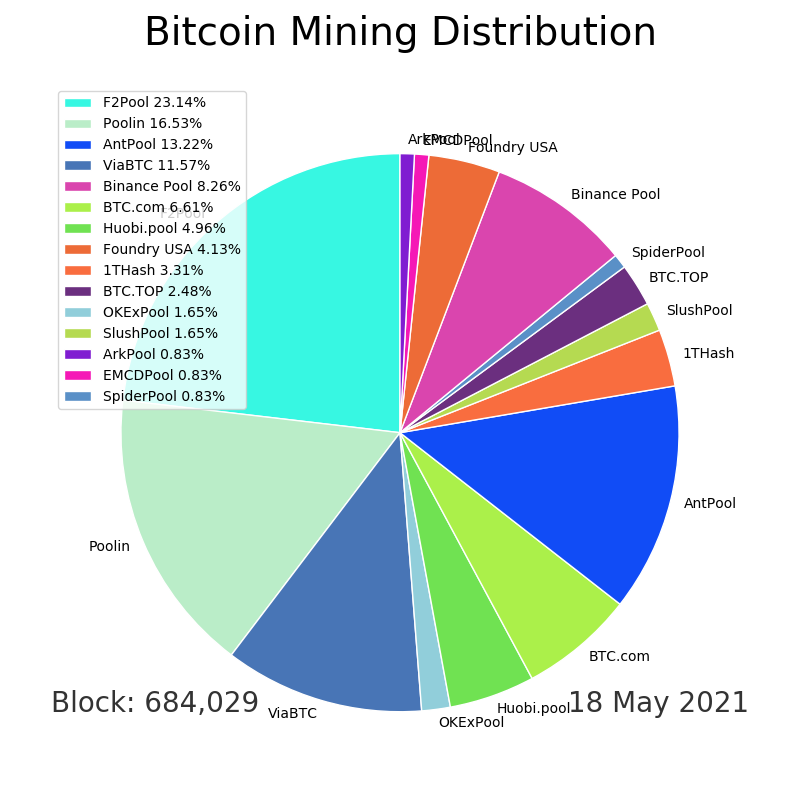 Bitcoin Mining Distribution
F2Pool 23.14%
Poolin 16.53%
AntPool 13.22%
ViaBTC 11.57%
Binance Pool 8.26%
BTC.com 6.61%
Huobi.pool 4.96%
Foundry USA 4.13%
1THash 3.31%
BTC.TOP 2.48%
OKExPool 1.65%
SlushPool 1.65%
ArkPool 0.83%
EMCDPool 0.83%
SpiderPool 0.83%
ArkPool
EMCDPool
Foundry USA
Binance Pool
SpiderPool
BTC.TOP
SlushPool
1THash
AntPool
BTC.com
Huobi.pool
OKExPool
ViaBTC
Poolin
F2Pool
Block: 684,029
18 May 2021